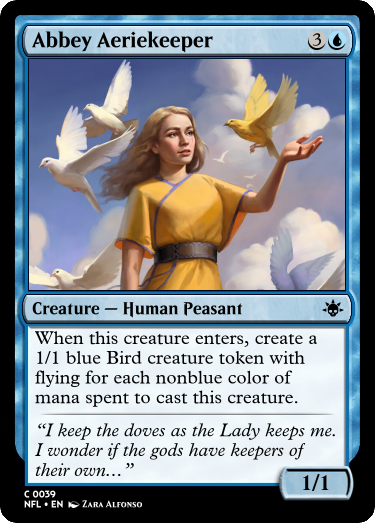 Abbey Aeriekeeper 3
Creature — Human Peasant
When this creature enters, create a
1/1 blue Bird creature token with
flying for each nonblue color of
mana spent to cast this creature.
“I keep the doves as the Lady keeps me.
I wonder if the gods have keepers of
their own…”
1/1
C 0039
NFL • EN Zara Alfonso